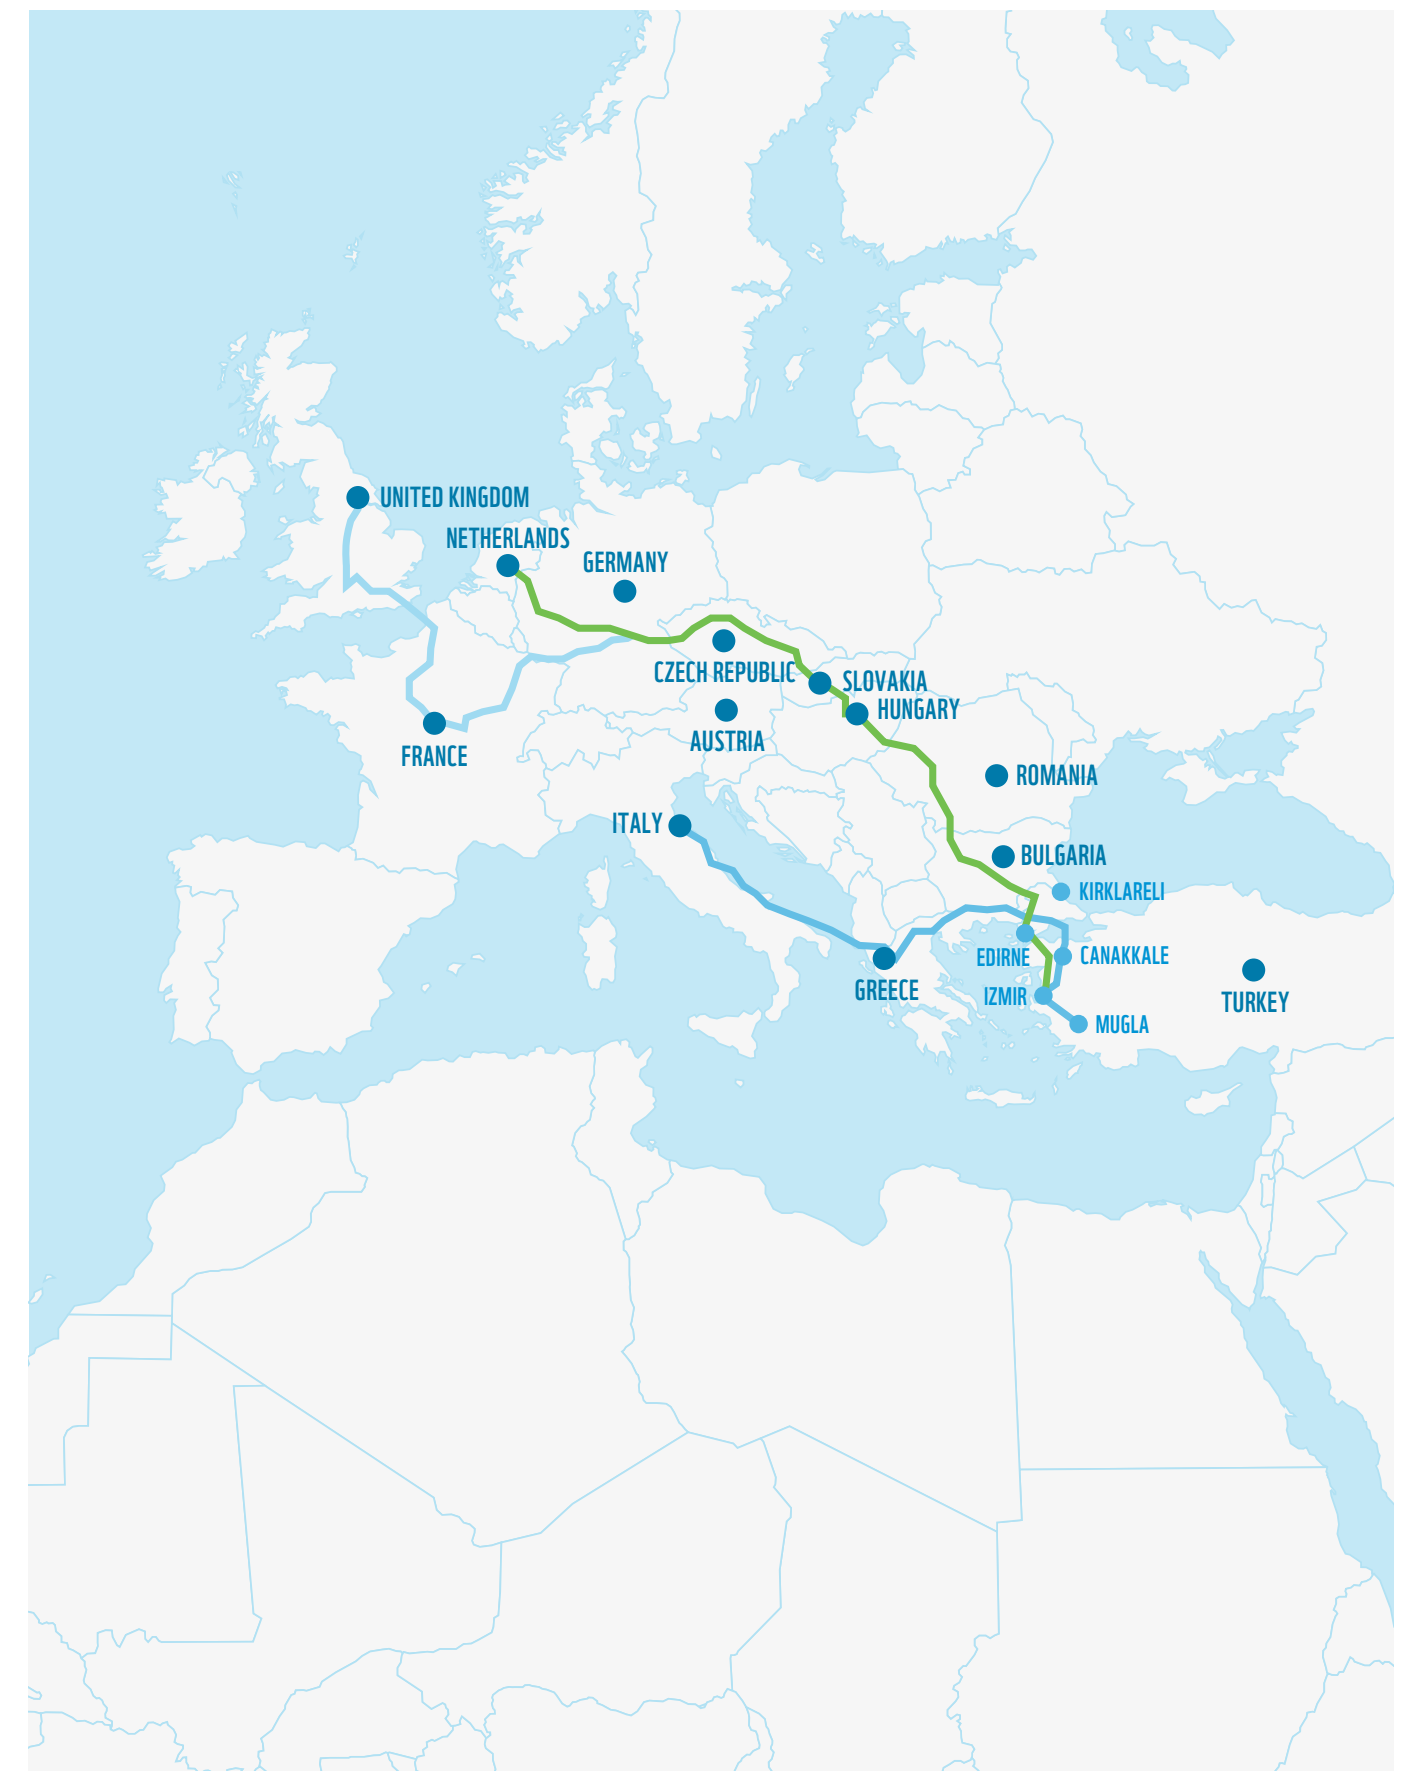 UNITED KINGDOM
NETHERLANDS
GERMANY
CZECH REPUBLIC
SLOVAKIA
HUNGARY
AUSTRIA
FRANCE
ROMANIA
ITALY
BULGARIA
KIRKLARELI
EDIRNE
CANAKKALE
GREECE
IZMIR
TURKEY
MUGLA